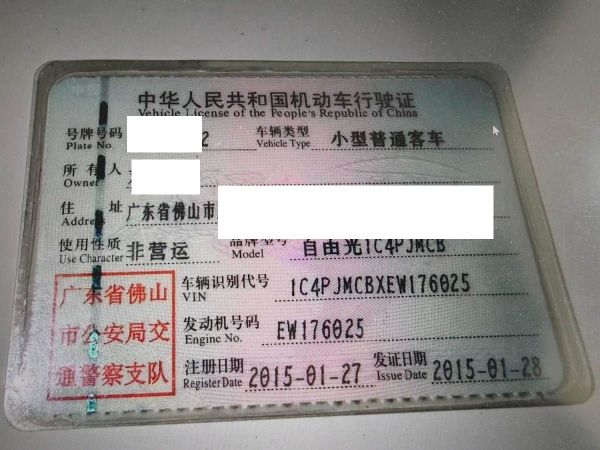 中华人民共和国机动车行驶证
Vehicle License of the People's Republic of China
号牌号码 2 车辆类型 小型普通客车
Plate No. Vehicle Type
所有人
Owner
住址 广东省佛山市
Address
使用性质 非营运 品牌型号 自由光1C4PJMCB
Use Character Model
车辆识别代号 1C4PJMCBXEW176025
VIN
发动机号码 EW176025
Engine No.
注册日期 2015-01-27 发证日期 2015-01-28
Register Date Issue Date
广东省佛山
市公安局交
通警察支队